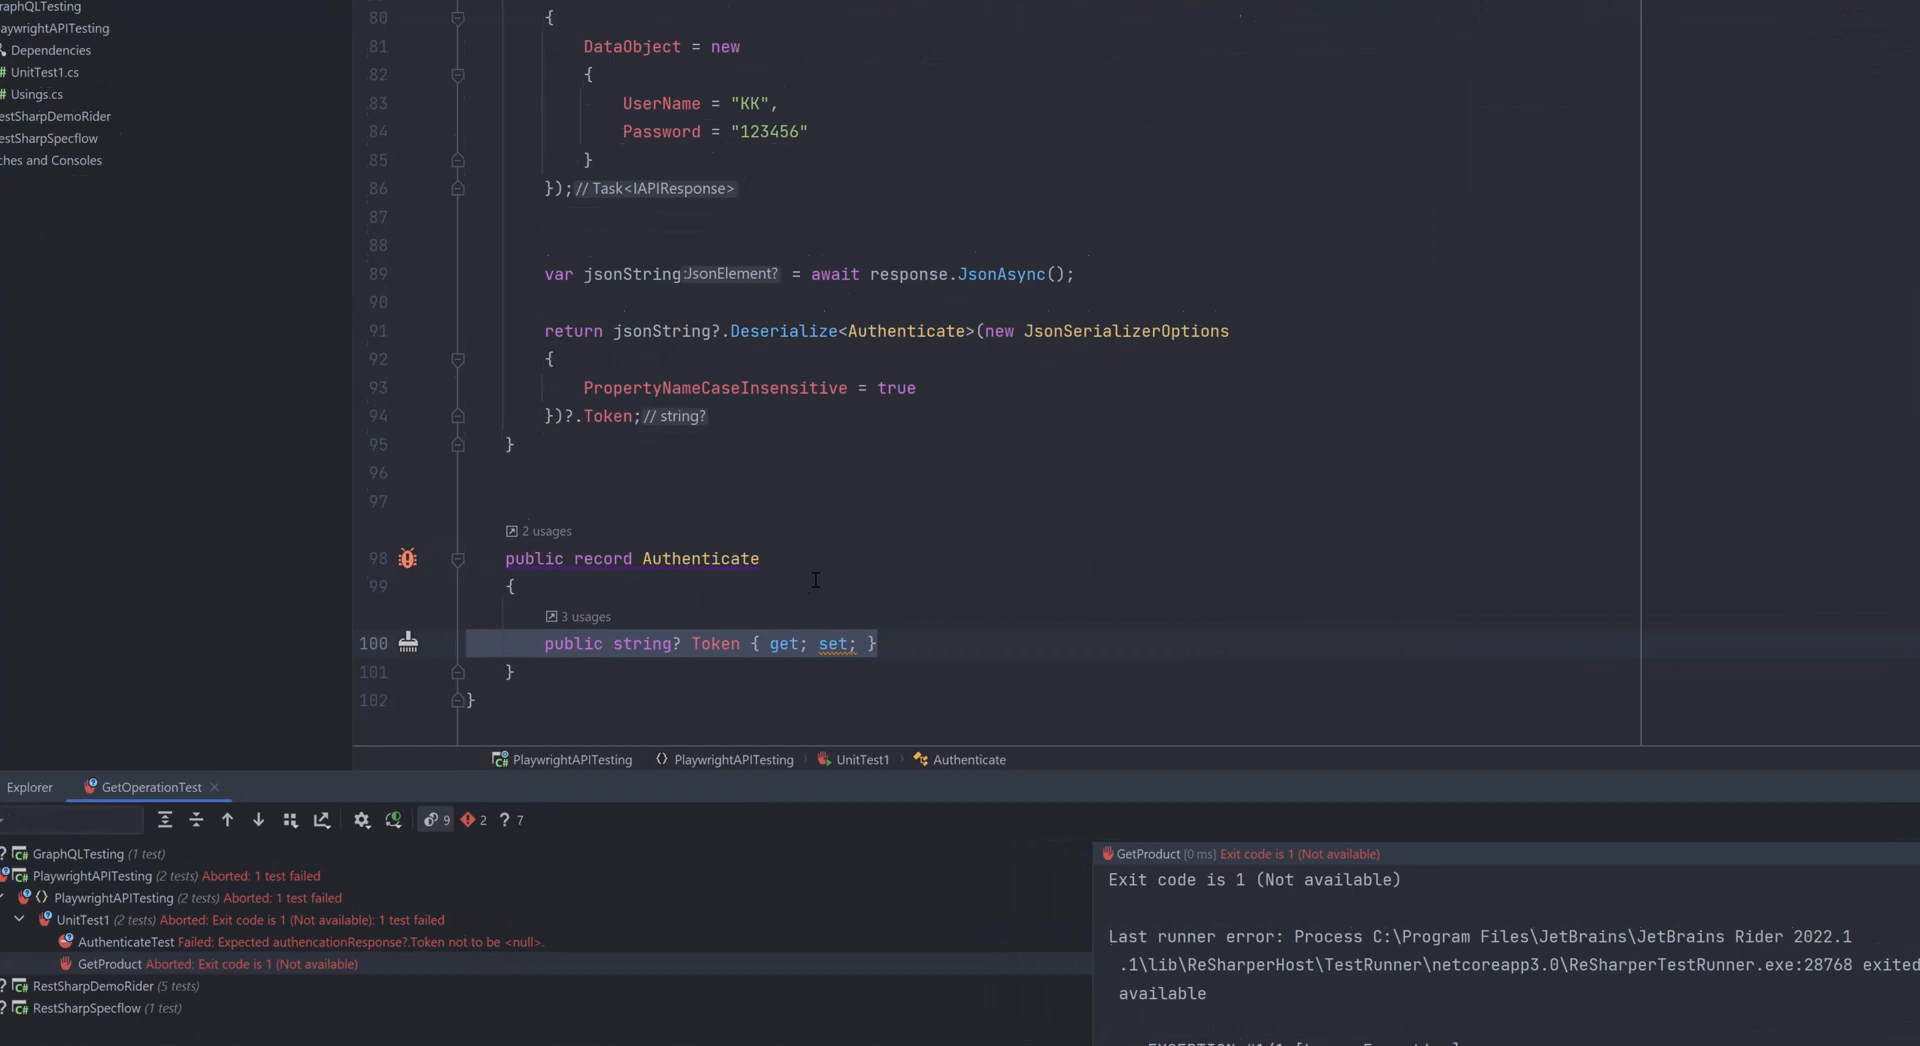 raphQLTesting
laywrightAPITesting
Dependencies
UnitTest1.cs
Usings.cs
estSharpDemoRider
estSharpSpecflow
ches and Consoles
80 {
81 DataObject = new
82 {
83 UserName = "KK",
84 Password = "123456"
85 }
86 });// Task<IAPIResponse>
87
88
89 var jsonString:JsonElement? = await response.JsonAsync();
90
91 return jsonString?.Deserialize<Authenticate>(new JsonSerializerOptions
92 {
93 PropertyNameCaseInsensitive = true
94 })?.Token;// string?
95 }
96
97
2 usages
98 public record Authenticate
99 {
3 usages
100 public string? Token { get; set; }
101 }
102 }
PlaywrightAPITesting PlaywrightAPITesting UnitTest1 Authenticate
Explorer GetOperationTest
9 2 ? 7
? C# GraphQLTesting (1 test)
C# PlaywrightAPITesting (2 tests) Aborted: 1 test failed
PlaywrightAPITesting (2 tests) Aborted: 1 test failed
UnitTest1 (2 tests) Aborted: Exit code is 1 (Not available): 1 test failed
AuthenticateTest Failed: Expected authencationResponse?.Token not to be <null>.
GetProduct Aborted: Exit code is 1 (Not available)
? C# RestSharpDemoRider (5 tests)
? C# RestSharpSpecflow (1 test)
GetProduct [0 ms] Exit code is 1 (Not available)
Exit code is 1 (Not available)
Last runner error: Process C:\Program Files\JetBrains\JetBrains Rider 2022.1
.1\lib\ReSharperHost\TestRunner\netcoreapp3.0\ReSharperTestRunner.exe:28768 exited
available